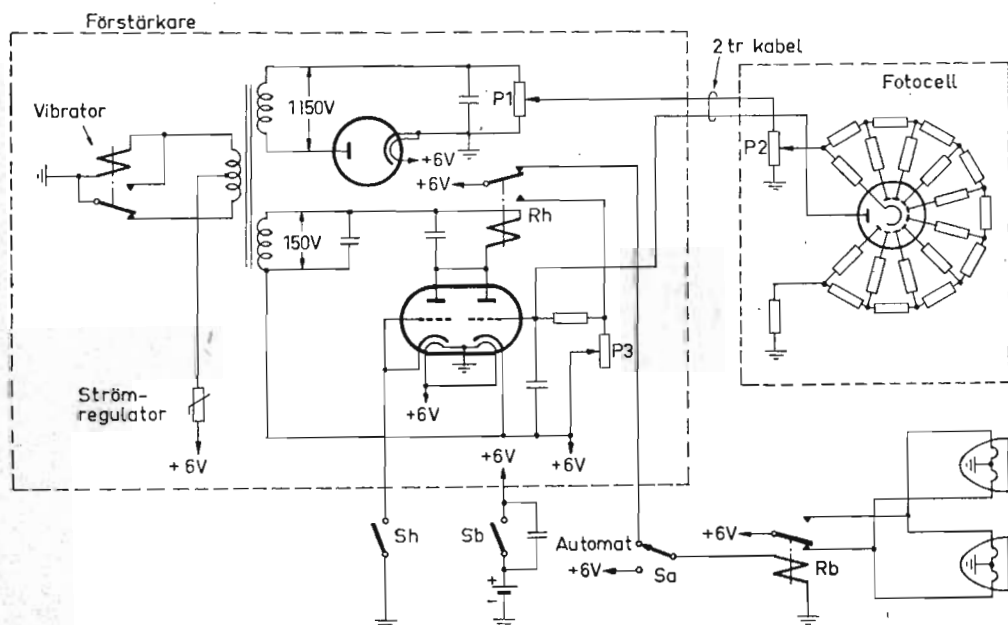 Förstärkare
2 tr kabel
Fotocell
Vibrator
1150V
P1
P2
+6V
+6V
Rh
150V
P3
Ström-
regulator
+6V
+6V
+6V
+6V
Sh
Sb
+
-
Automat
+6V
Sa
+6V
Rb